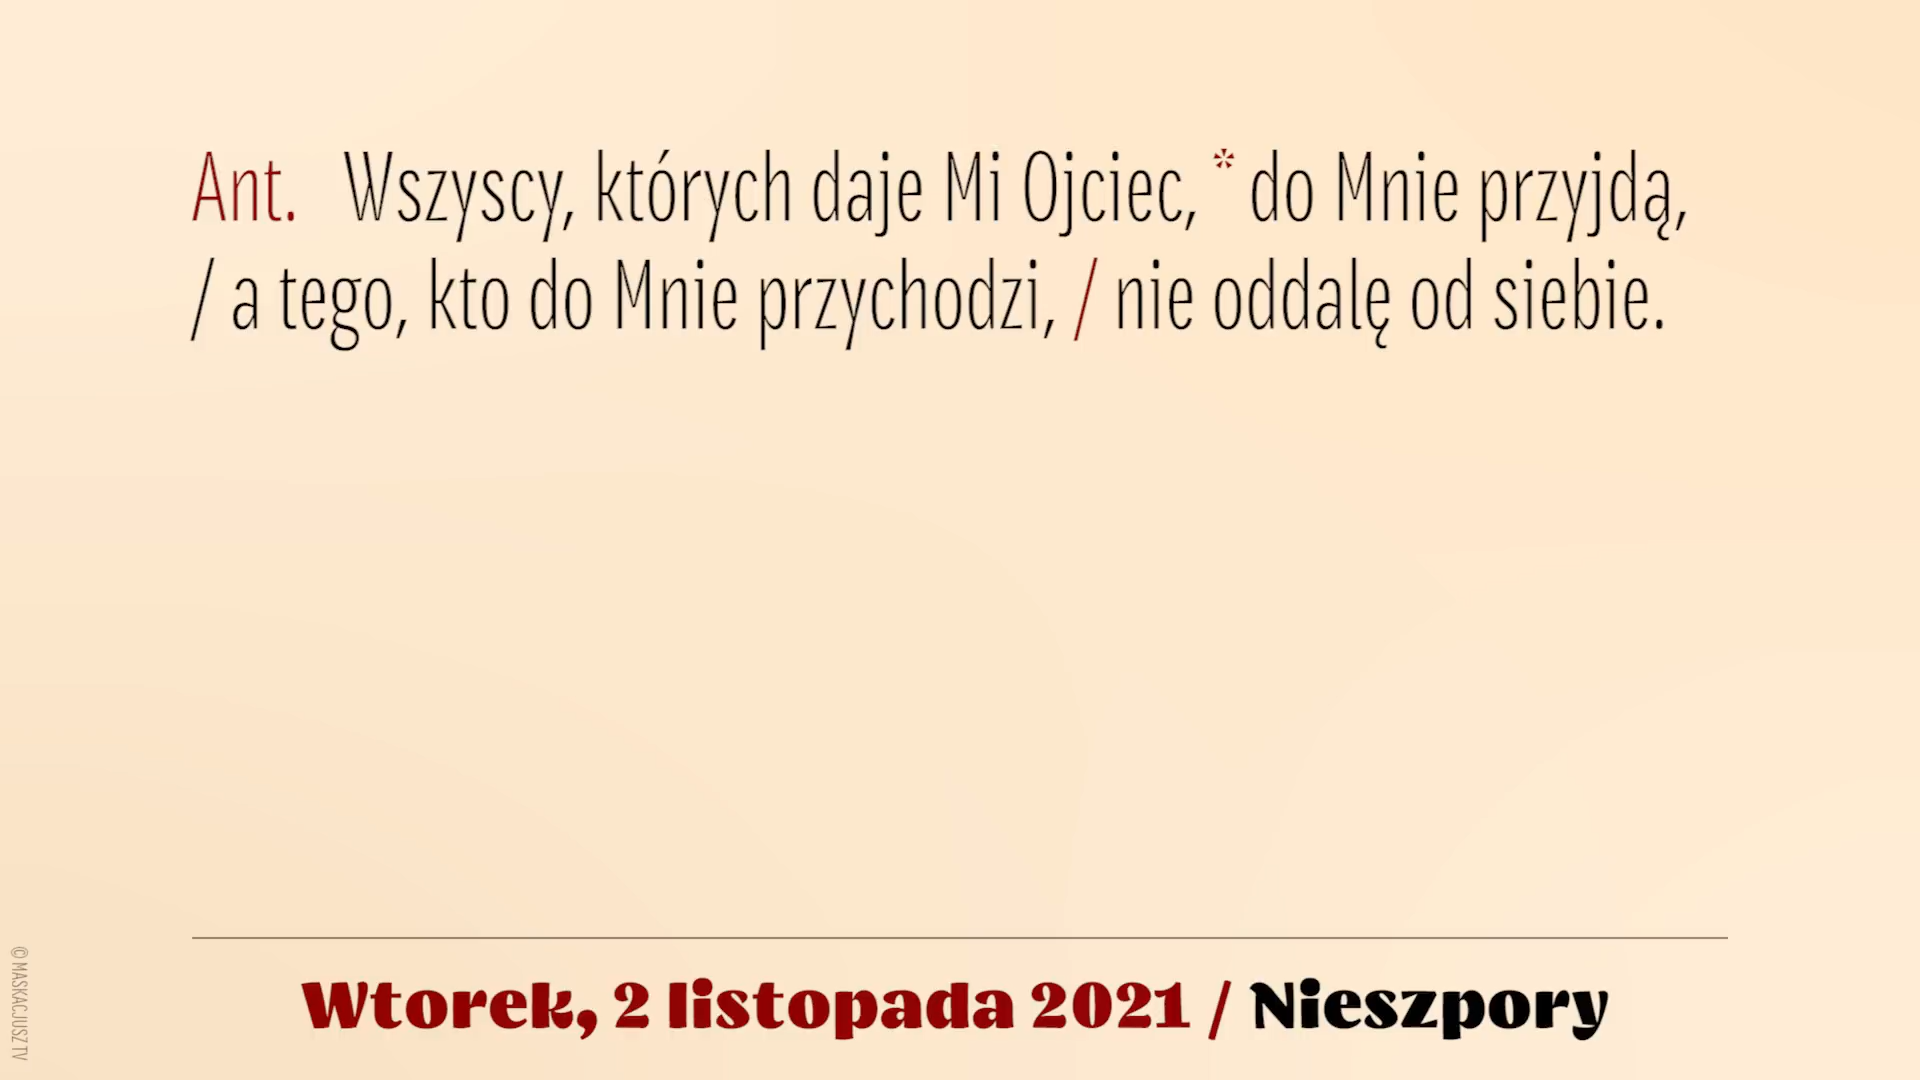 Ant. Wszyscy, których daje Mi Ojciec, * do Mnie przyjdą,
/ a tego, kto do Mnie przychodzi, / nie oddalę od siebie.
Wtorek, 2 listopada 2021 / Nieszpory
© MASKACJUSZ TV